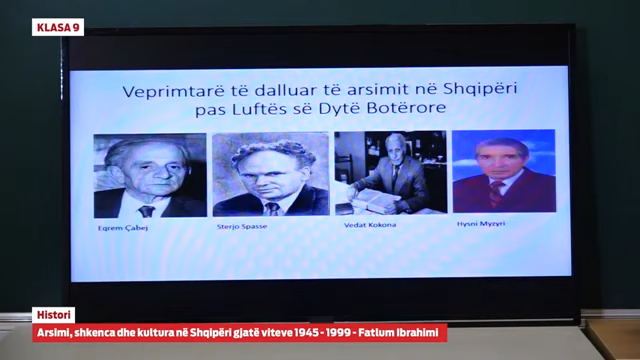 KLASA 9
Veprimtarë të dalluar të arsimit në Shqipëri
pas Luftës së Dytë Botërore
Eqrem Çabej
Sterjo Spasse
Vedat Kokona
Hysni Myzyri
Histori
Arsimi, shkenca dhe kultura në Shqipëri gjatë viteve 1945 - 1999 - Fatlum Ibrahimi